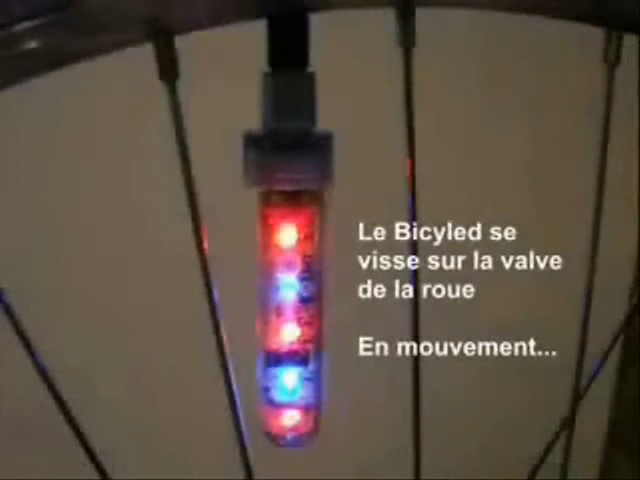 Le Bicyled se
visse sur la valve
de la roue
En mouvement...